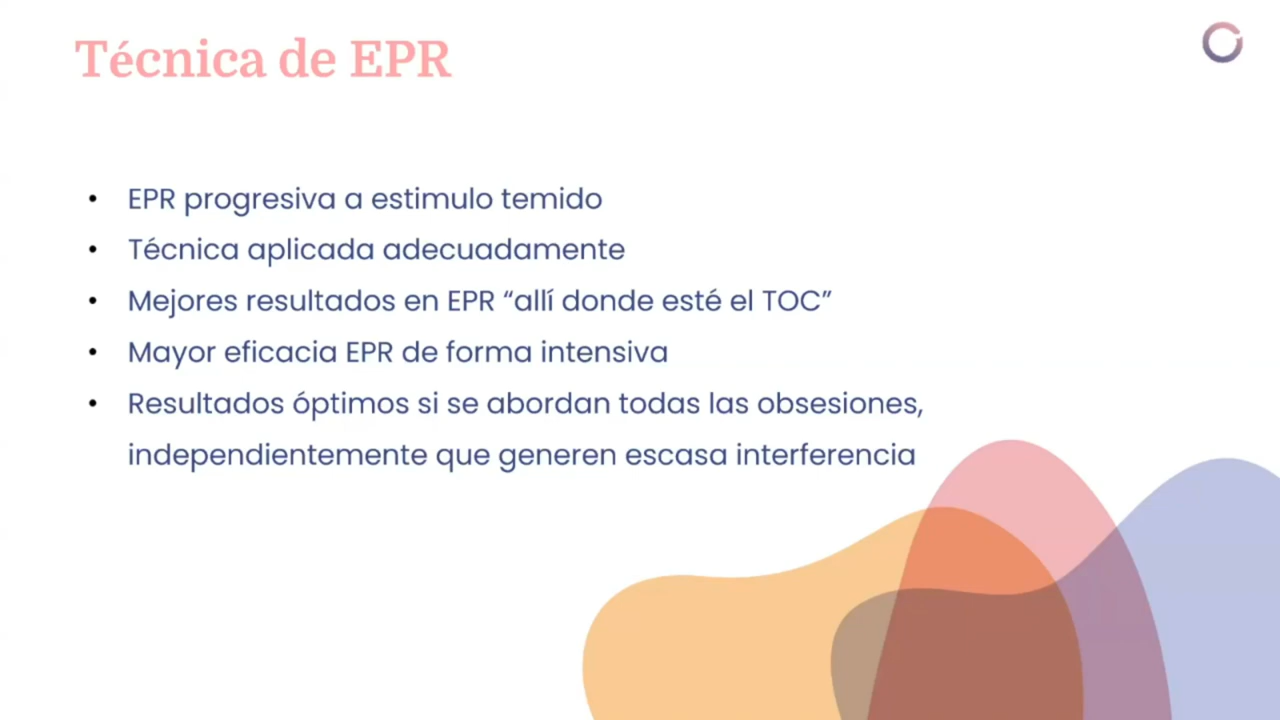 Técnica de EPR
• EPR progresiva a estimulo temido
• Técnica aplicada adecuadamente
• Mejores resultados en EPR “allí donde esté el TOC”
• Mayor eficacia EPR de forma intensiva
• Resultados óptimos si se abordan todas las obsesiones,
independientemente que generen escasa interferencia